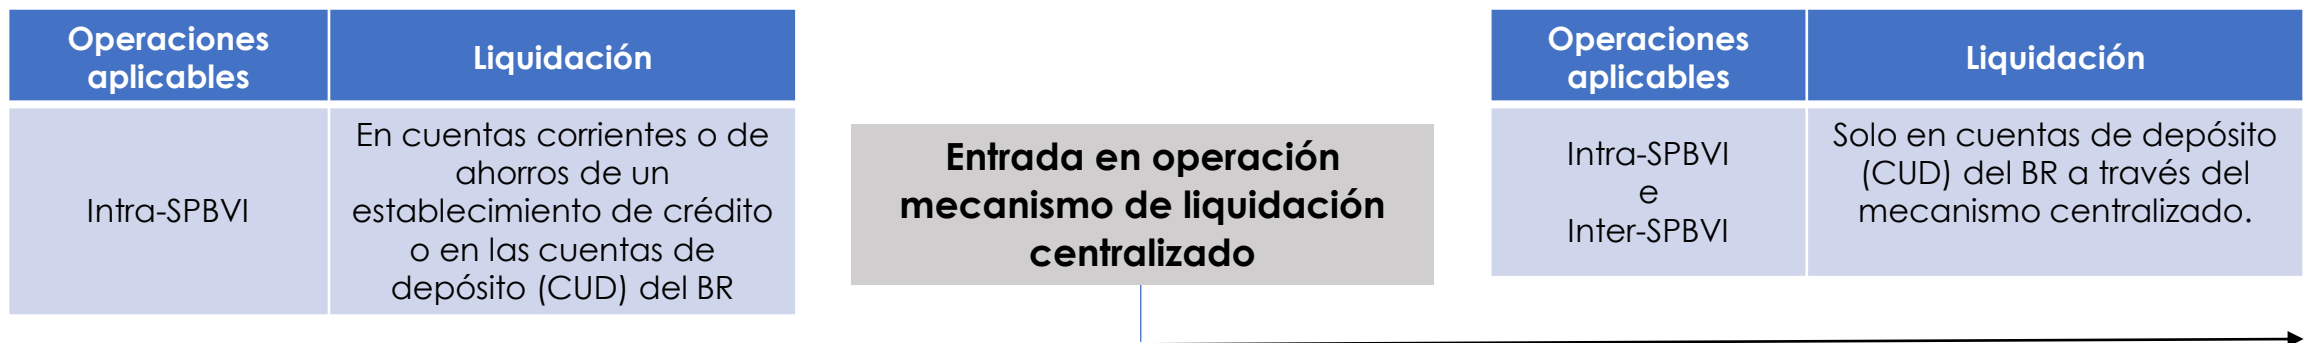 Operaciones
aplicables
Liquidación
Intra-SPBVI
En cuentas corrientes o de
ahorros de un
establecimiento de crédito
o en las cuentas de
depósito (CUD) del BR
Entrada en operación
mecanismo de liquidación
centralizado
Operaciones
aplicables
Liquidación
Intra-SPBVI
e
Inter-SPBVI
Solo en cuentas de depósito
(CUD) del BR a través del
mecanismo centralizado.